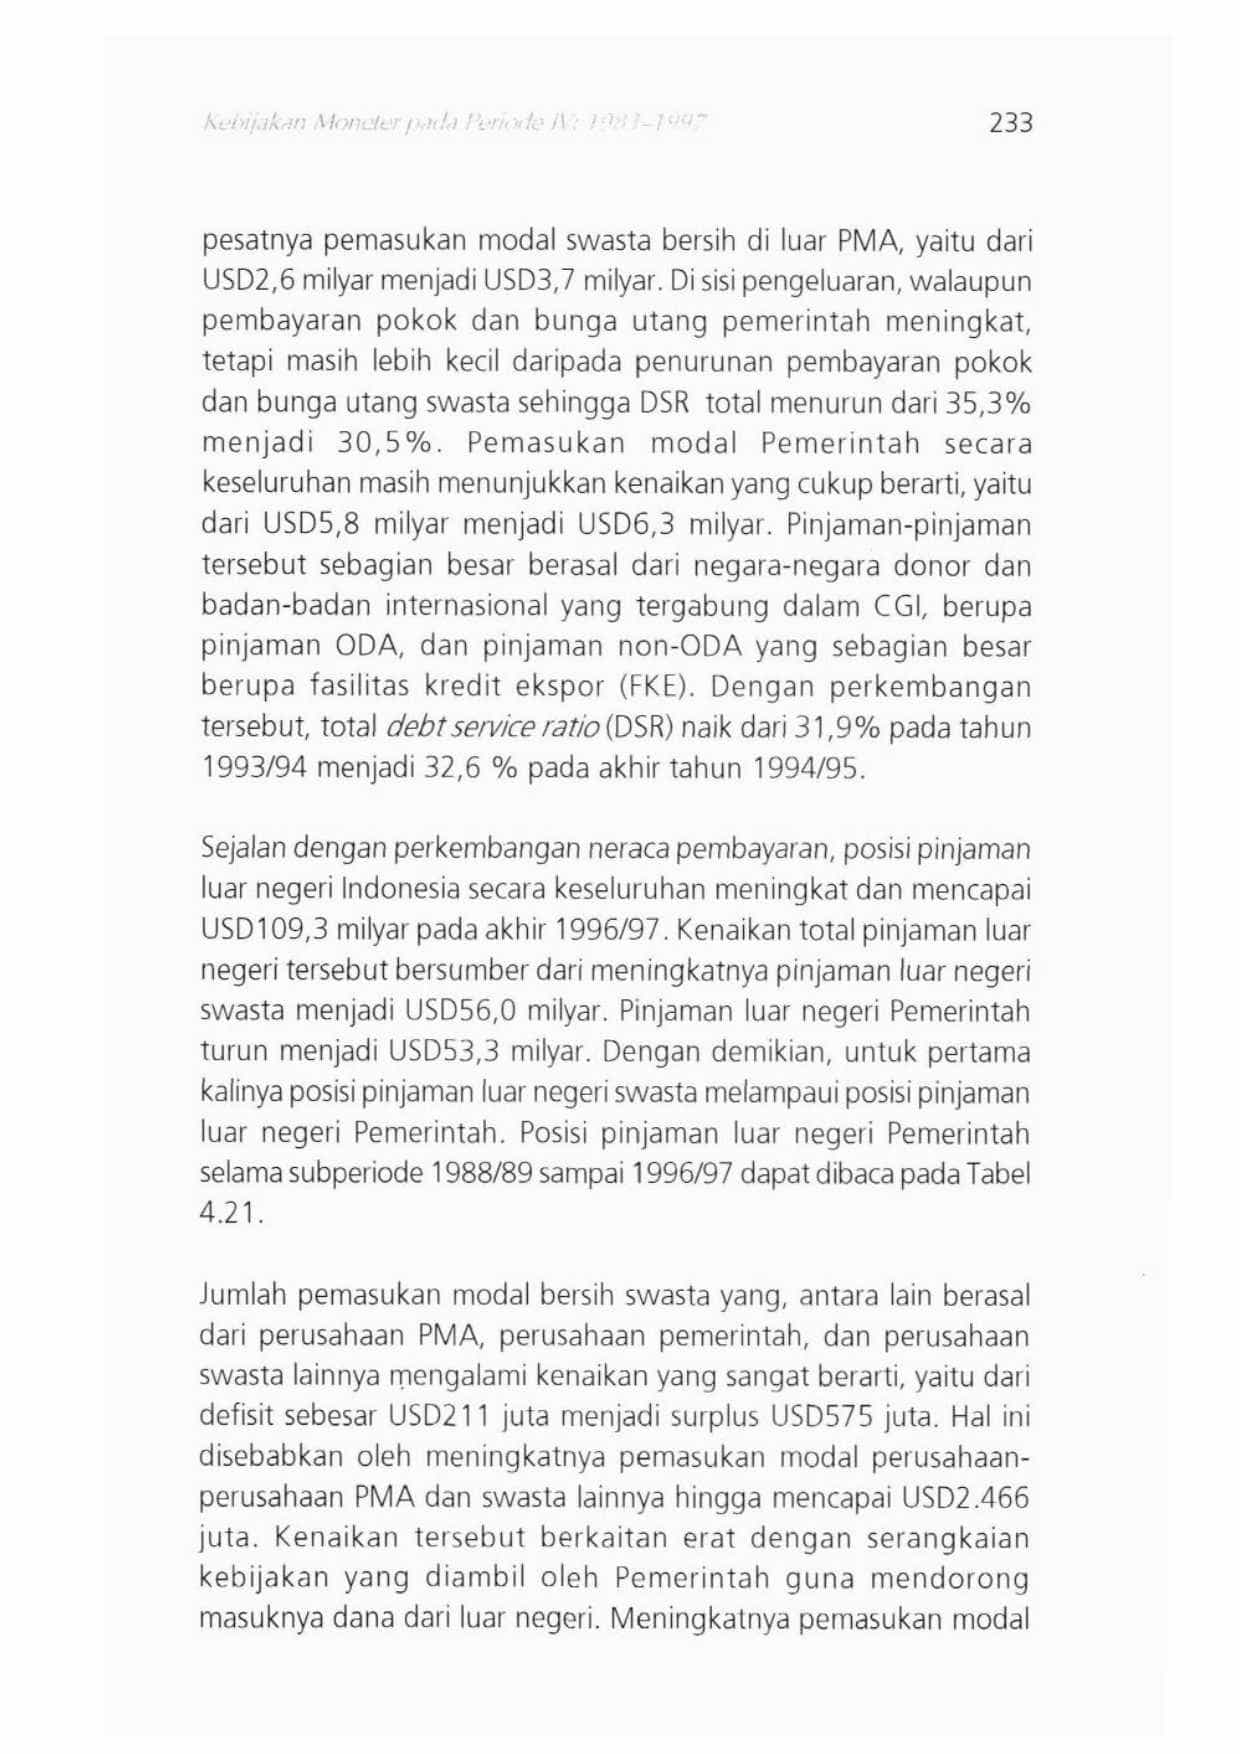 Kebijakan Moneter pada Periode IV: 1983–1997
233
pesatnya pemasukan modal swasta bersih di luar PMA, yaitu dari
USD2,6 milyar menjadi USD3,7 milyar. Di sisi pengeluaran, walaupun
pembayaran pokok dan bunga utang pemerintah meningkat,
tetapi masih lebih kecil daripada penurunan pembayaran pokok
dan bunga utang swasta sehingga DSR total menurun dari 35,3%
menjadi 30,5%. Pemasukan modal Pemerintah secara
keseluruhan masih menunjukkan kenaikan yang cukup berarti, yaitu
dari USD5,8 milyar menjadi USD6,3 milyar. Pinjaman-pinjaman
tersebut sebagian besar berasal dari negara-negara donor dan
badan-badan internasional yang tergabung dalam CGI, berupa
pinjaman ODA, dan pinjaman non-ODA yang sebagian besar
berupa fasilitas kredit ekspor (FKE). Dengan perkembangan
tersebut, total debt service ratio (DSR) naik dari 31,9% pada tahun
1993/94 menjadi 32,6 % pada akhir tahun 1994/95.
Sejalan dengan perkembangan neraca pembayaran, posisi pinjaman
luar negeri Indonesia secara keseluruhan meningkat dan mencapai
USD109,3 milyar pada akhir 1996/97. Kenaikan total pinjaman luar
negeri tersebut bersumber dari meningkatnya pinjaman luar negeri
swasta menjadi USD56,0 milyar. Pinjaman luar negeri Pemerintah
turun menjadi USD53,3 milyar. Dengan demikian, untuk pertama
kalinya posisi pinjaman luar negeri swasta melampaui posisi pinjaman
luar negeri Pemerintah. Posisi pinjaman luar negeri Pemerintah
selama subperiode 1988/89 sampai 1996/97 dapat dibaca pada Tabel
4.21.
Jumlah pemasukan modal bersih swasta yang, antara lain berasal
dari perusahaan PMA, perusahaan pemerintah, dan perusahaan
swasta lainnya mengalami kenaikan yang sangat berarti, yaitu dari
defisit sebesar USD211 juta menjadi surplus USD575 juta. Hal ini
disebabkan oleh meningkatnya pemasukan modal perusahaan-
perusahaan PMA dan swasta lainnya hingga mencapai USD2.466
juta. Kenaikan tersebut berkaitan erat dengan serangkaian
kebijakan yang diambil oleh Pemerintah guna mendorong
masuknya dana dari luar negeri. Meningkatnya pemasukan modal